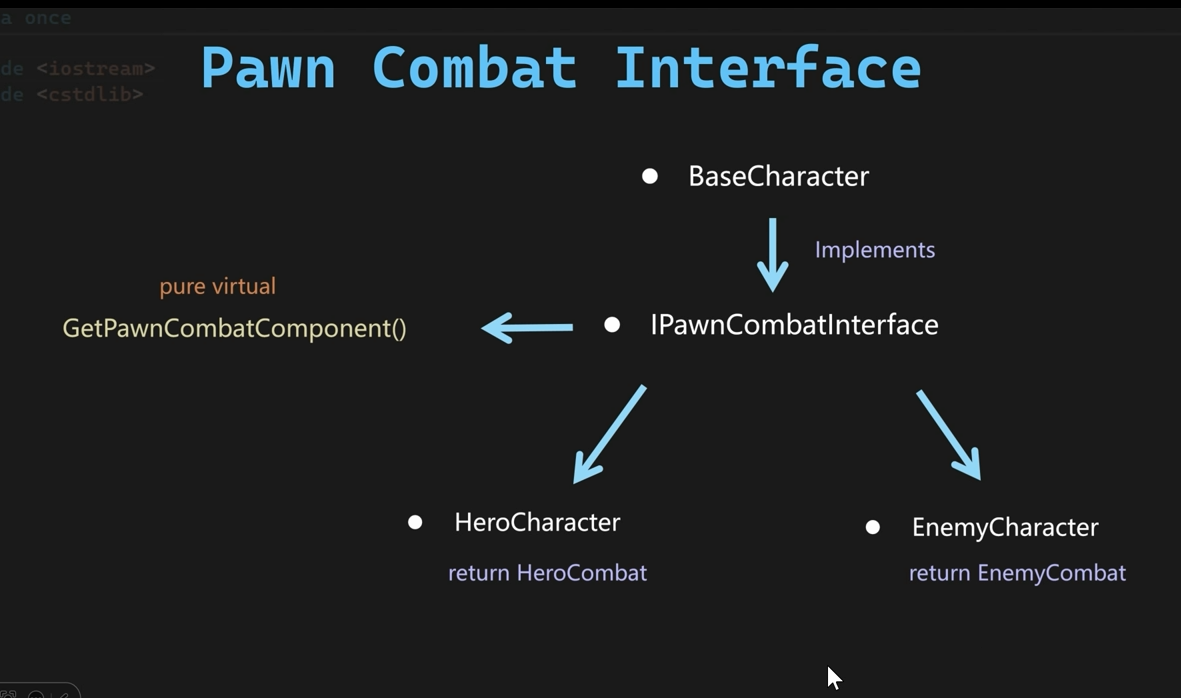 a once
de <iostream>
de <cstdlib>
Pawn Combat Interface
BaseCharacter
Implements
pure virtual
GetPawnCombatComponent()
IPawnCombatInterface
HeroCharacter
return HeroCombat
EnemyCharacter
return EnemyCombat